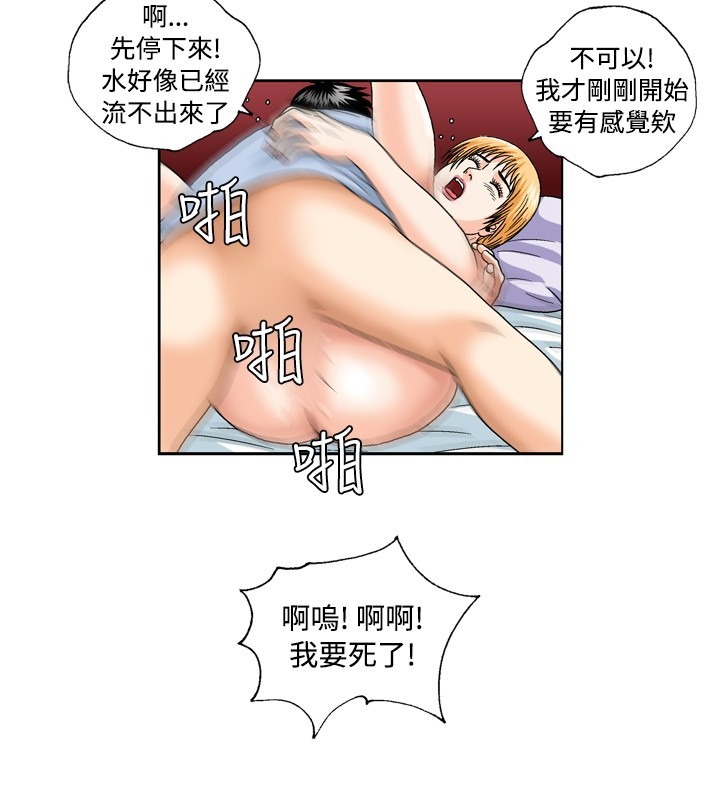 啊...
先停下來!
水好像已經
流不出來了
不可以!
我才剛剛開始
要有感覺欸
啪
啪
啪
啊嗚! 啊啊!
我要死了!